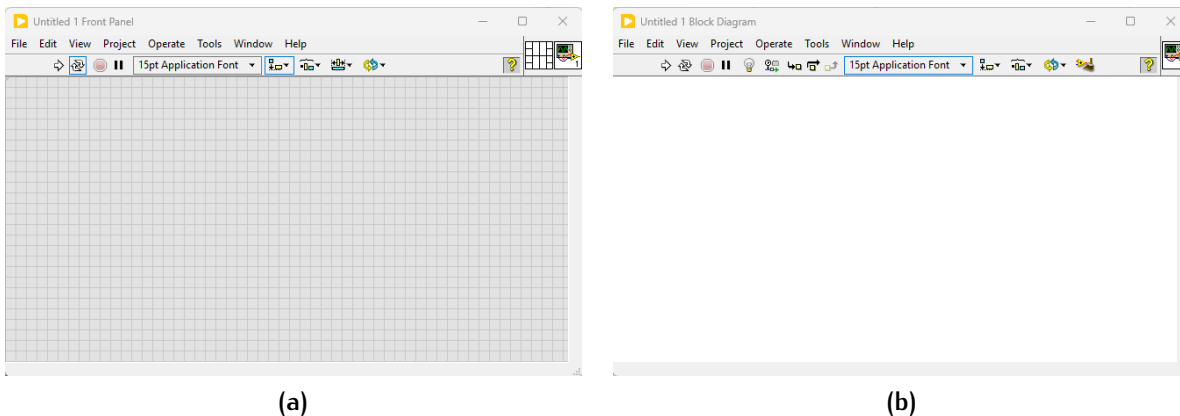 Untitled 1 Front Panel
File Edit View Project Operate Tools Window Help
15pt Application Font
?
1
Untitled 1 Block Diagram
File Edit View Project Operate Tools Window Help
15pt Application Font
?
(a)
(b)